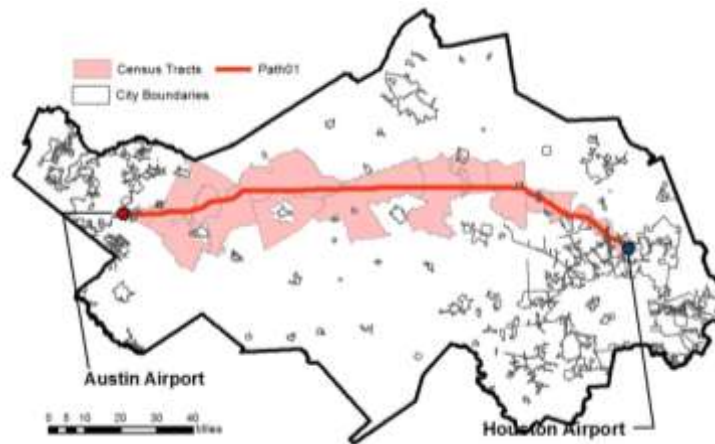 Census Tracts Path01
City Boundaries
Austin Airport
Houston Airport
0 5 10 20 30 40
Miles